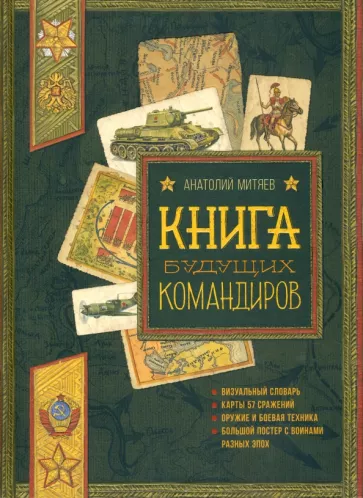 АНАТОЛИЙ МИТЯЕВ
КНИГА
БУДУЩИХ
КОМАНДИРОВ
ВИЗУАЛЬНЫЙ СЛОВАРЬ
КАРТЫ 57 СРАЖЕНИЙ
ОРУЖИЕ И БОЕВАЯ ТЕХНИКА
БОЛЬШОЙ ПОСТЕР С ВОИНАМИ
РАЗНЫХ ЭПОХ